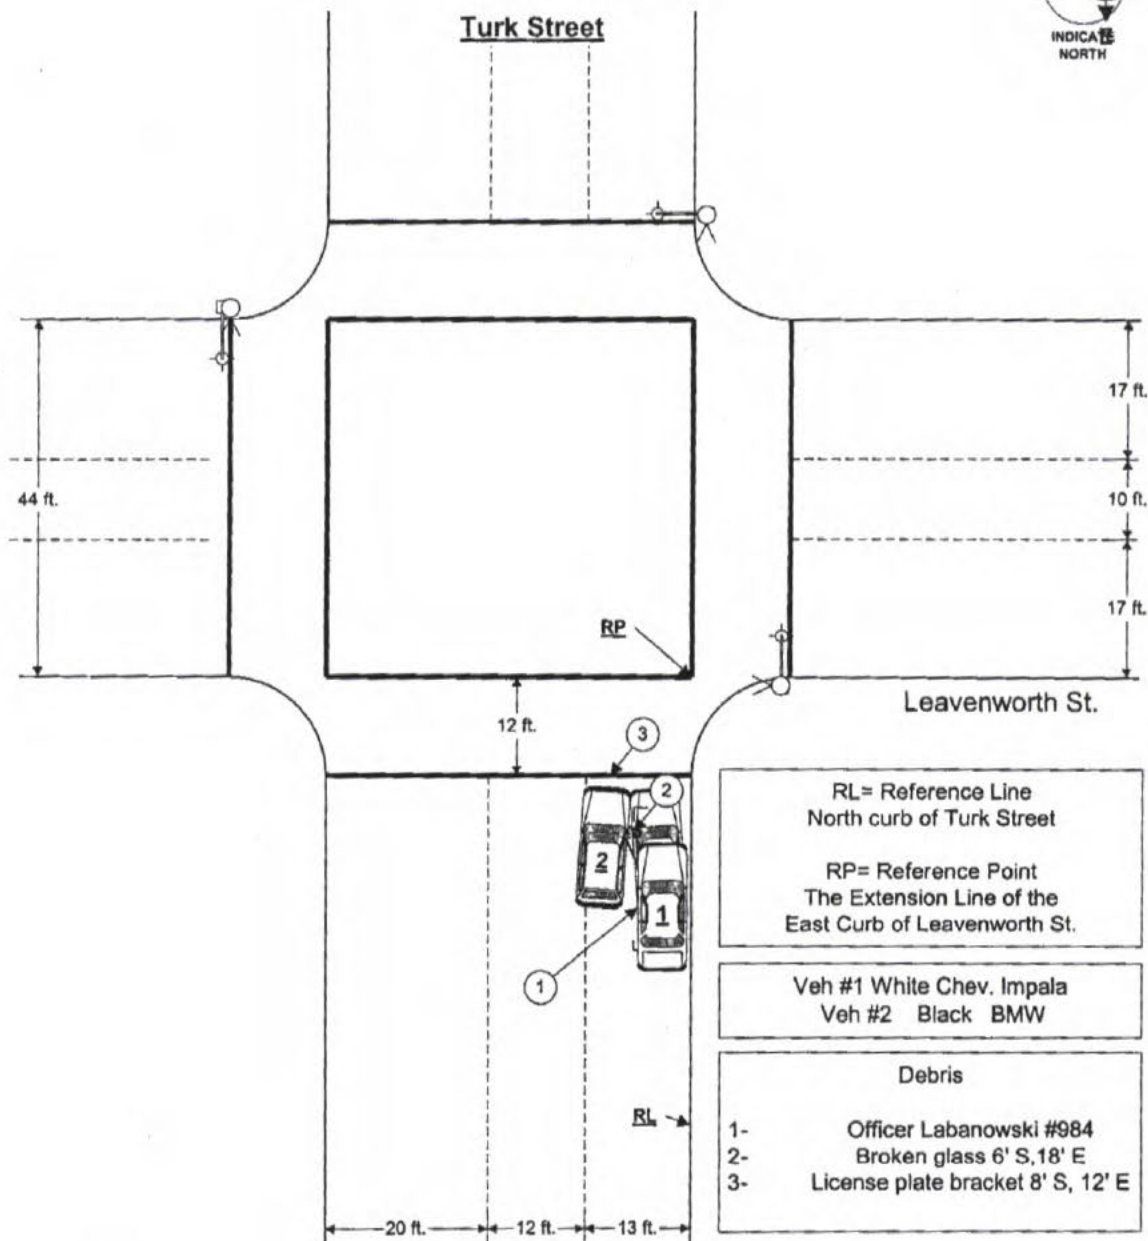 Turk Street
INDICATE
NORTH
17 ft.
44 ft.
10 ft.
17 ft.
RP
Leavenworth St.
12 ft.
3
2
RL= Reference Line
North curb of Turk Street
RP= Reference Point
The Extension Line of the
East Curb of Leavenworth St.
2
1
1
Veh #1 White Chev. Impala
Veh #2 Black BMW
Debris
RL
1- Officer Labanowski #984
2- Broken glass 6' S,18' E
3- License plate bracket 8' S, 12' E
20 ft.
12 ft.
13 ft.